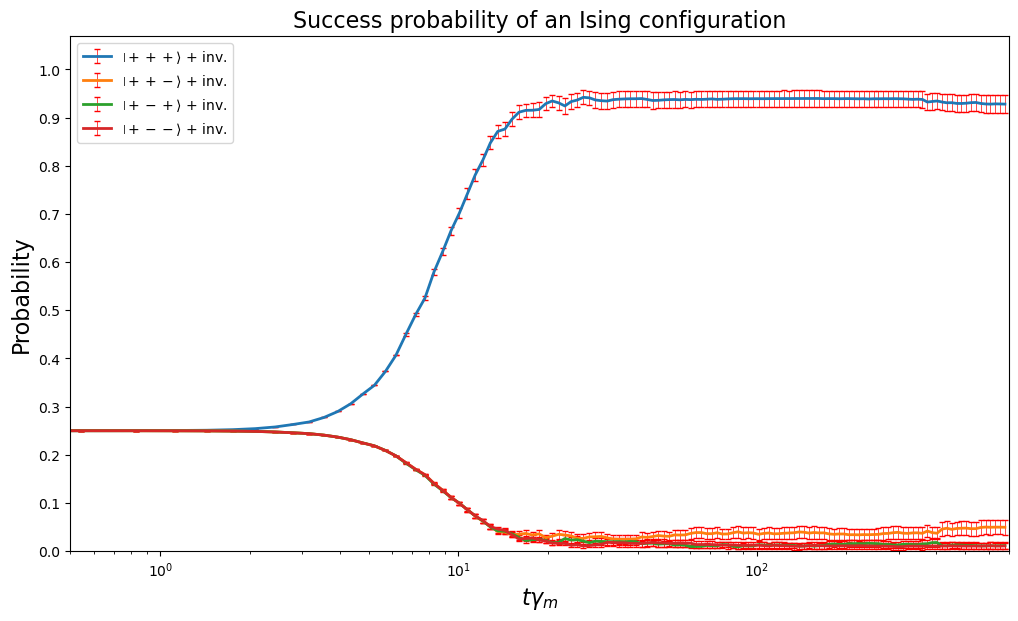 Success probability of an Ising configuration
|+ + +⟩ + inv.
|+ + −⟩ + inv.
|+ − +⟩ + inv.
|+ − −⟩ + inv.
Probability
1.0
0.9
0.8
0.7
0.6
0.5
0.4
0.3
0.2
0.1
0.0
10⁰
10¹
10²
tγₘ